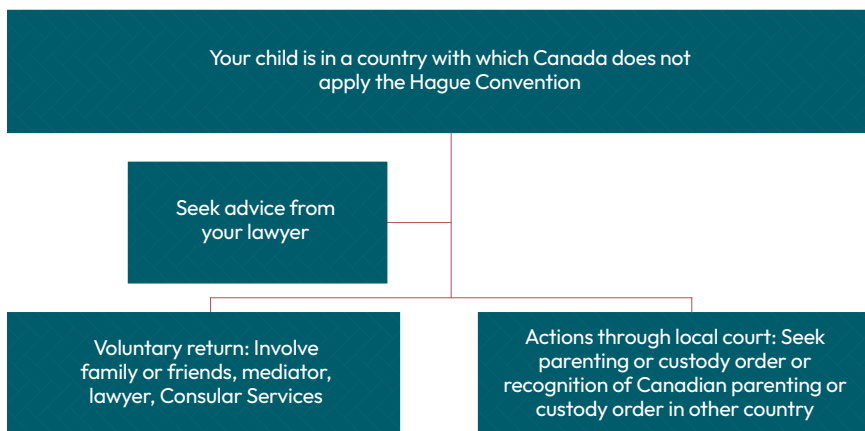 Your child is in a country with which Canada does not
apply the Hague Convention
Seek advice from
your lawyer
Voluntary return: Involve
family or friends, mediator,
lawyer, Consular Services
Actions through local court: Seek
parenting or custody order or
recognition of Canadian parenting or
custody order in other country